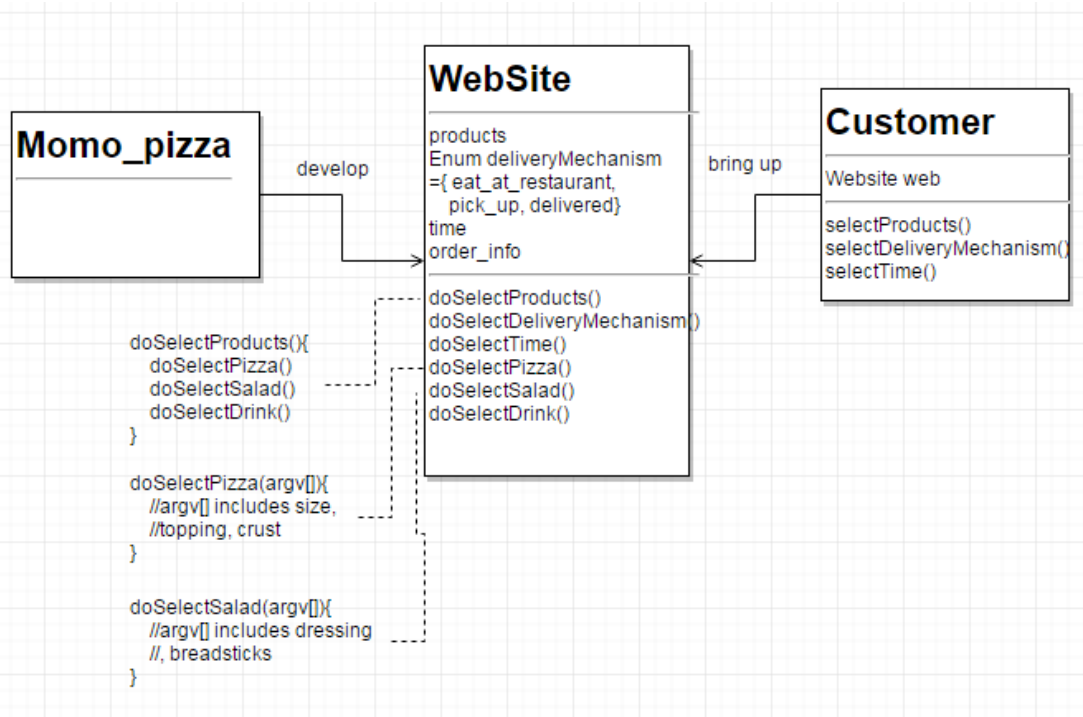 Momo_pizza
develop
WebSite
products
Enum deliveryMechanism
={ eat_at_restaurant,
pick_up, delivered}
time
order_info
doSelectProducts()
doSelectDeliveryMechanism()
doSelectTime()
doSelectPizza()
doSelectSalad()
doSelectDrink()
bring up
Customer
Website web
selectProducts()
selectDeliveryMechanism()
selectTime()
doSelectProducts(){
doSelectPizza()
doSelectSalad()
doSelectDrink()
}
doSelectPizza(argv[]){
//argv[] includes size,
//topping, crust
}
doSelectSalad(argv[]){
//argv[] includes dressing
//, breadsticks
}